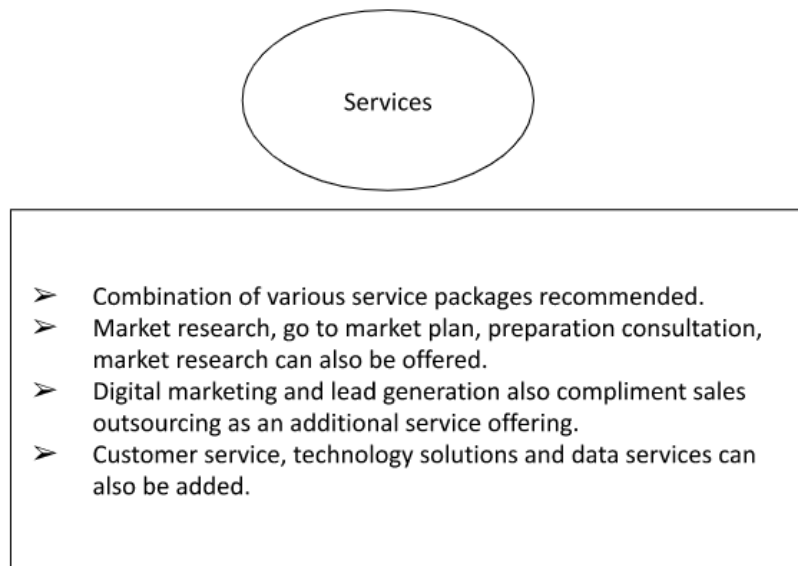 Services
➢ Combination of various service packages recommended.
➢ Market research, go to market plan, preparation consultation,
market research can also be offered.
➢ Digital marketing and lead generation also compliment sales
outsourcing as an additional service offering.
➢ Customer service, technology solutions and data services can
also be added.